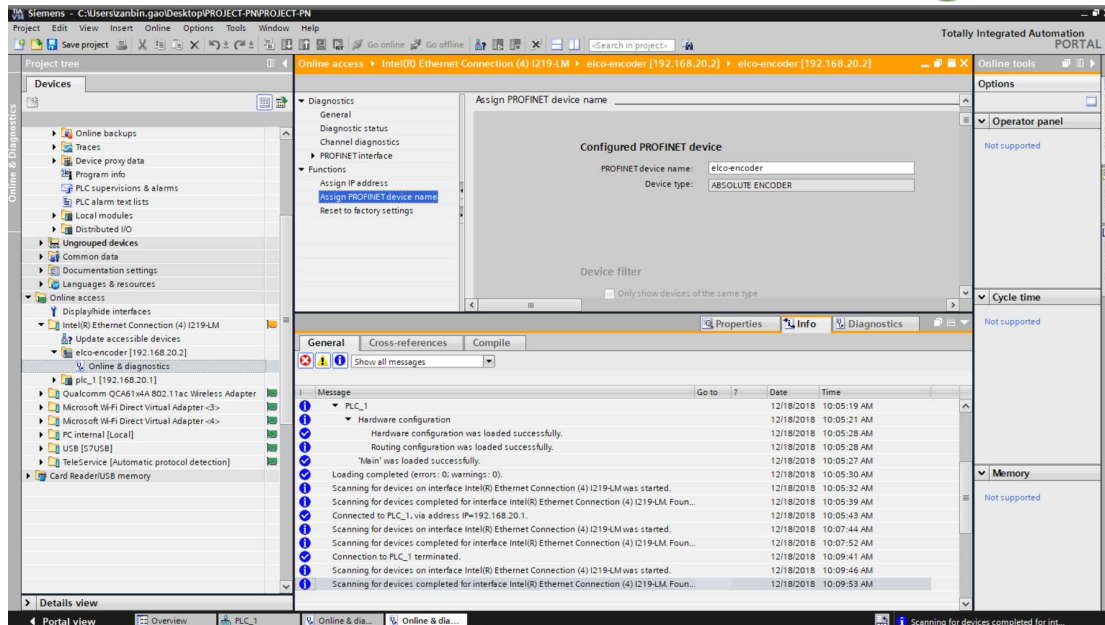 Siemens - C:\Users\zanbin.gao\Desktop\PROJECT-PN\PROJECT-PN
Project Edit View Insert Online Options Tools Window Help
Save project Go online Go offline <Search in project>
Totally Integrated Automation
PORTAL
Project tree
Devices
Online & Diagnostics
Online backups
Traces
Device proxy data
Program info
PLC supervisions & alarms
PLC alarm text lists
Local modules
Distributed I/O
Ungrouped devices
Common data
Documentation settings
Languages & resources
Online access
Display/hide interfaces
Intel(R) Ethernet Connection (4) I219-LM
Update accessible devices
elco-encoder [192.168.20.2]
Online & diagnostics
plc_1 [192.168.20.1]
Qualcomm QCA61x4A 802.11ac Wireless Adapter
Microsoft Wi-Fi Direct Virtual Adapter <3>
Microsoft Wi-Fi Direct Virtual Adapter <4>
PC internal [Local]
USB [S7USB]
TeleService [Automatic protocol detection]
Card Reader/USB memory
Details view
Online access Intel(R) Ethernet Connection (4) I219-LM elco-encoder [192.168.20.2] elco-encoder [192.168.20.2]
Diagnostics
General
Diagnostic status
Channel diagnostics
PROFINET interface
Functions
Assign IP address
Assign PROFINET device name
Reset to factory settings
Assign PROFINET device name
Configured PROFINET device
PROFINET device name: elco-encoder
Device type: ABSOLUTE ENCODER
Device filter
Only show devices of the same type
Properties Info Diagnostics
General Cross-references Compile
Show all messages
! Message Go to ? Date Time
PLC_1 12/18/2018 10:05:19 AM
Hardware configuration 12/18/2018 10:05:21 AM
Hardware configuration was loaded successfully. 12/18/2018 10:05:28 AM
Routing configuration was loaded successfully. 12/18/2018 10:05:28 AM
'Main' was loaded successfully. 12/18/2018 10:05:27 AM
Loading completed (errors: 0; warnings: 0). 12/18/2018 10:05:30 AM
Scanning for devices on interface Intel(R) Ethernet Connection (4) I219-LM was started. 12/18/2018 10:05:32 AM
Scanning for devices completed for interface Intel(R) Ethernet Connection (4) I219-LM. Foun... 12/18/2018 10:05:39 AM
Connected to PLC_1, via address IP=192.168.20.1. 12/18/2018 10:05:43 AM
Scanning for devices on interface Intel(R) Ethernet Connection (4) I219-LM was started. 12/18/2018 10:07:44 AM
Scanning for devices completed for interface Intel(R) Ethernet Connection (4) I219-LM. Foun... 12/18/2018 10:07:52 AM
Connection to PLC_1 terminated. 12/18/2018 10:09:41 AM
Scanning for devices on interface Intel(R) Ethernet Connection (4) I219-LM was started. 12/18/2018 10:09:46 AM
Scanning for devices completed for interface Intel(R) Ethernet Connection (4) I219-LM. Foun... 12/18/2018 10:09:53 AM
Online tools
Options
Operator panel
Not supported
Cycle time
Not supported
Memory
Not supported
Portal view Overview PLC_1 Online & dia... Online & dia... Scanning for devices completed for int...